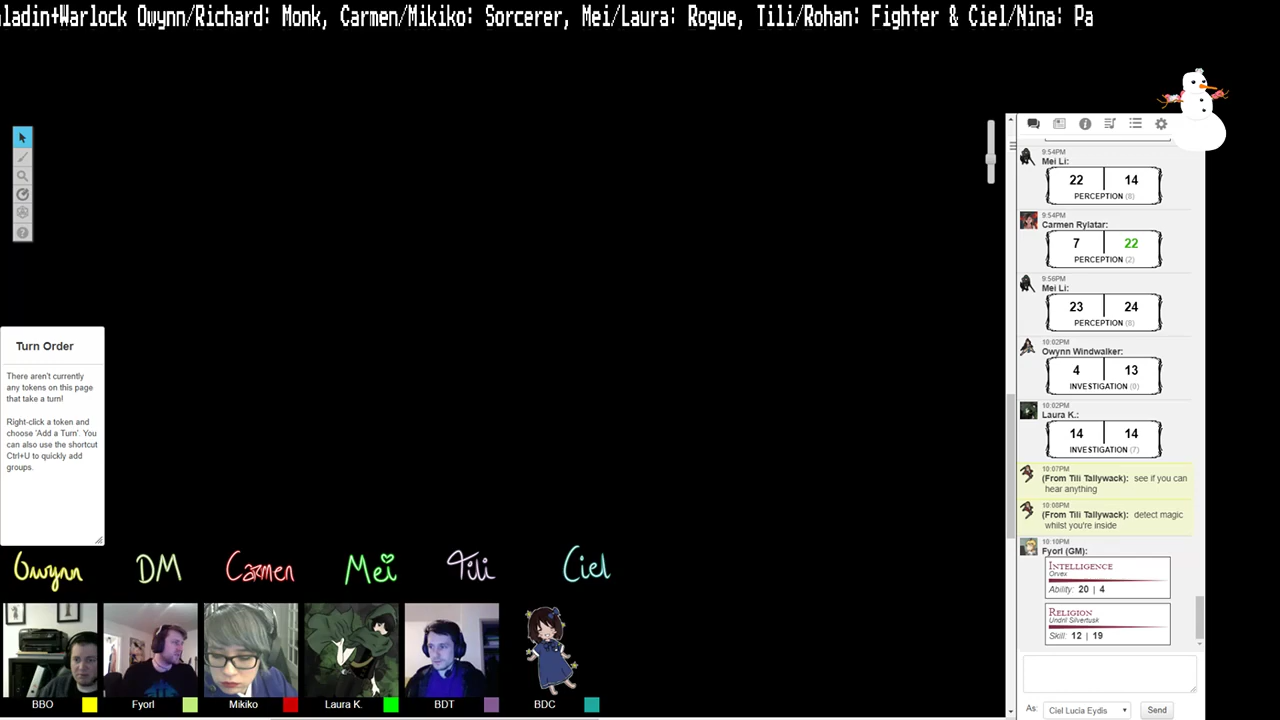 ladin+Warlock Owynn/Richard: Monk, Carmen/Mikiko: Sorcerer, Mei/Laura: Rogue, Tili/Rohan: Fighter & Ciel/Nina: Pa
9:54PM
Mei Li:
22 14
PERCEPTION (8)
9:54PM
Carmen Rylatar:
7 22
PERCEPTION (2)
9:56PM
Mei Li:
23 24
PERCEPTION (8)
10:02PM
Owynn Windwalker:
4 13
INVESTIGATION (0)
10:02PM
Laura K.:
14 14
INVESTIGATION (7)
10:07PM
(From Tili Tallywack): see if you can
hear anything
10:08PM
(From Tili Tallywack): detect magic
whilst you're inside
10:10PM
Fyorl (GM):
INTELLIGENCE
Orvex
Ability: 20 | 4
RELIGION
Undril Silvertusk
Skill: 12 | 19
As: Ciel Lucia Eydis Send
Turn Order
There aren't currently
any tokens on this page
that take a turn!
Right-click a token and
choose 'Add a Turn'. You
can also use the shortcut
Ctrl+U to quickly add
groups.
Owynn DM Carmen Mei Tili Ciel
BBO Fyorl Mikiko Laura K. BDT BDC